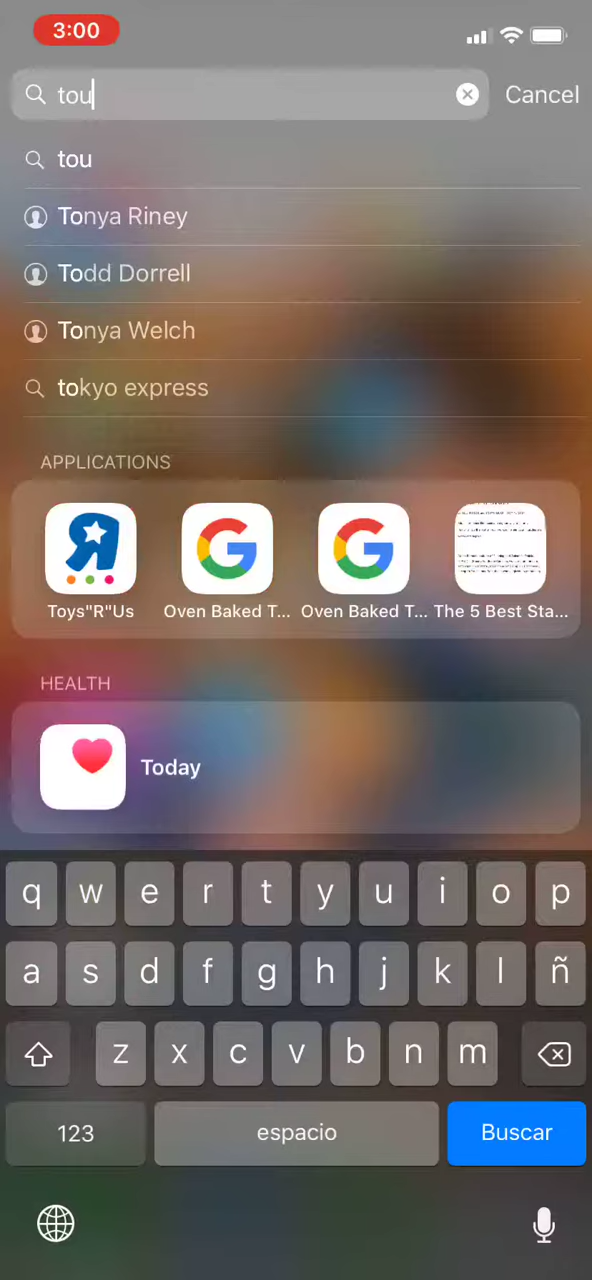 3:00
tou
Cancel
tou
Tonya Riney
Todd Dorrell
Tonya Welch
tokyo express
APPLICATIONS
Toys"R"Us
Oven Baked T...
Oven Baked T...
The 5 Best Sta...
HEALTH
Today
q w e r t y u i o p
a s d f g h j k l ñ
z x c v b n m
123
espacio
Buscar